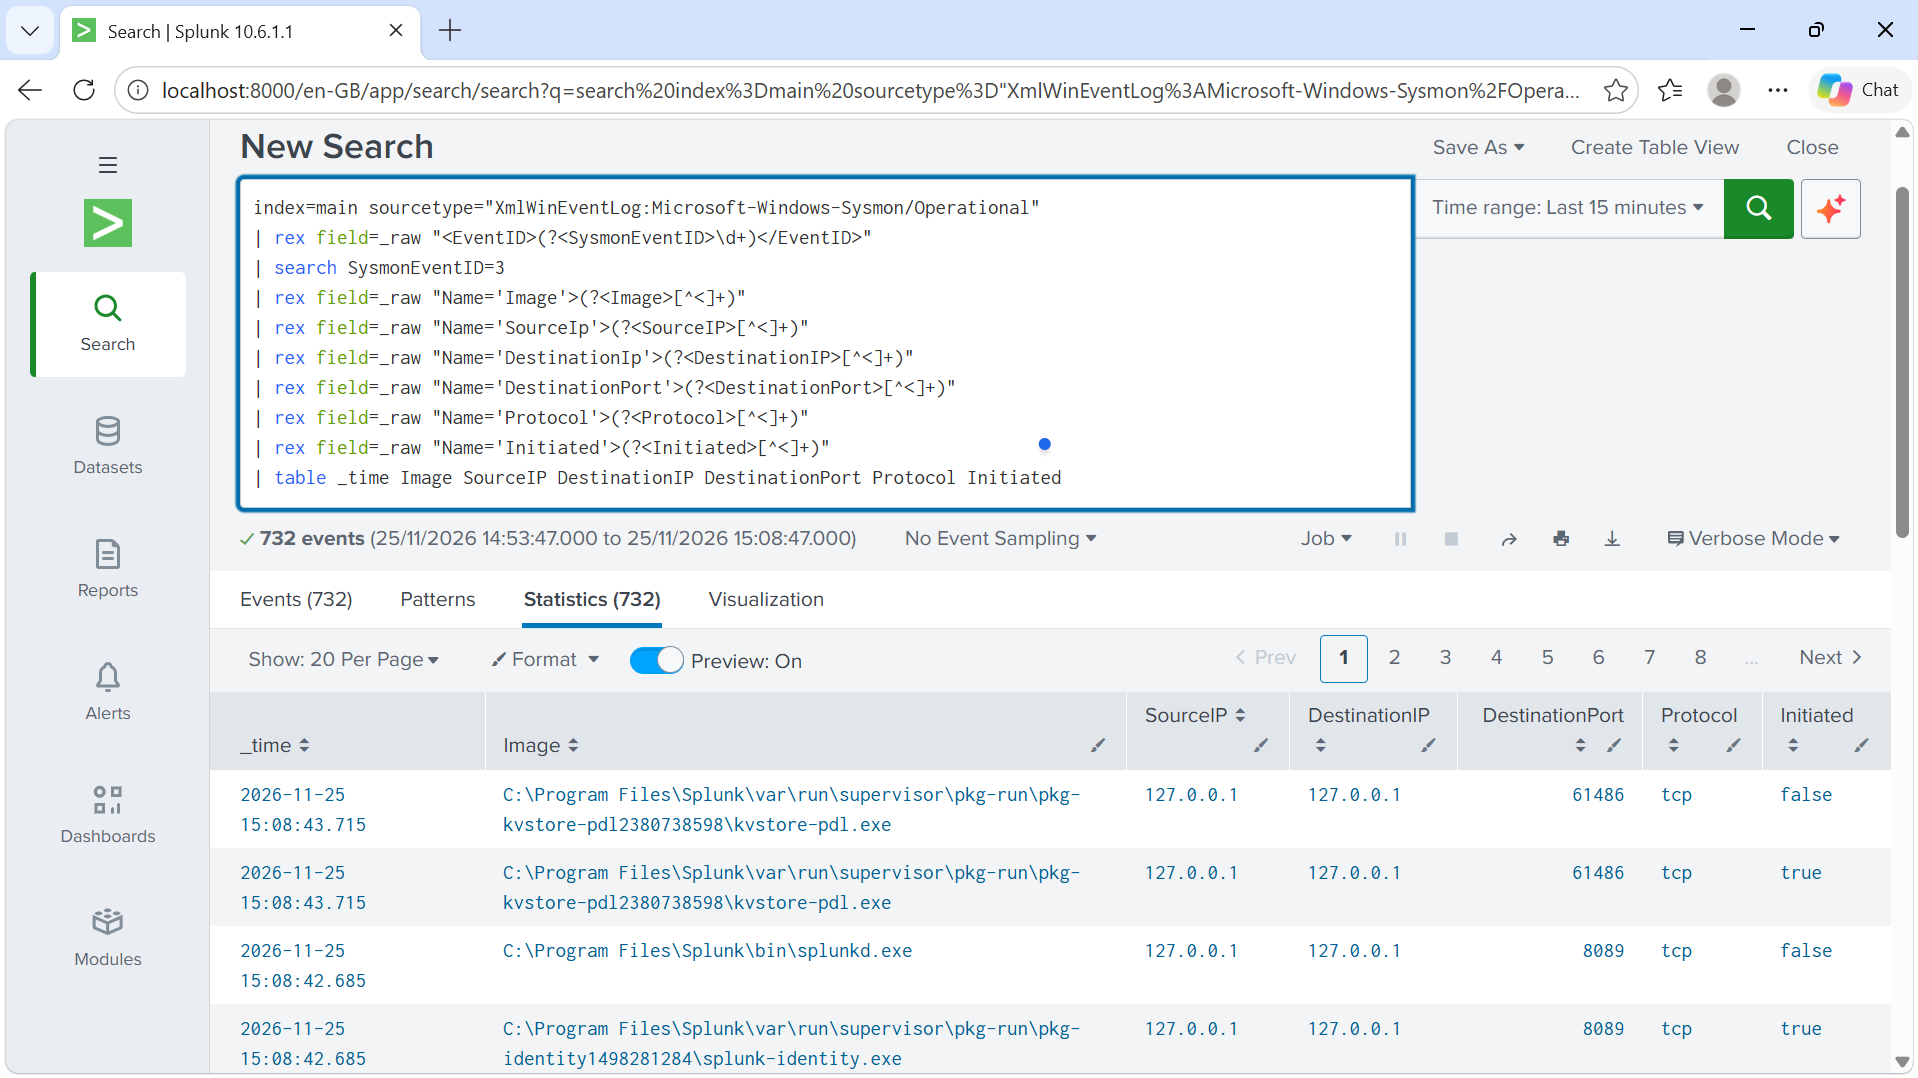 Search | Splunk 10.6.1.1
localhost:8000/en-GB/app/search/search?q=search%20index%3Dmain%20sourcetype%3D"XmlWinEventLog%3AMicrosoft-Windows-Sysmon%2FOpera...
Chat
New Search
Save As
Create Table View
Close
index=main sourcetype="XmlWinEventLog:Microsoft-Windows-Sysmon/Operational"
| rex field=_raw "<EventID>(?<SysmonEventID>\d+)</EventID>"
| search SysmonEventID=3
| rex field=_raw "Name='Image'>(?<Image>[^<]+)"
| rex field=_raw "Name='SourceIp'>(?<SourceIP>[^<]+)"
| rex field=_raw "Name='DestinationIp'>(?<DestinationIP>[^<]+)"
| rex field=_raw "Name='DestinationPort'>(?<DestinationPort>[^<]+)"
| rex field=_raw "Name='Protocol'>(?<Protocol>[^<]+)"
| rex field=_raw "Name='Initiated'>(?<Initiated>[^<]+)"
| table _time Image SourceIP DestinationIP DestinationPort Protocol Initiated
Time range: Last 15 minutes
Search
Datasets
Reports
Alerts
Dashboards
Modules
732 events (25/11/2026 14:53:47.000 to 25/11/2026 15:08:47.000)
No Event Sampling
Job
Verbose Mode
Events (732)
Patterns
Statistics (732)
Visualization
Show: 20 Per Page
Format
Preview: On
Prev 1 2 3 4 5 6 7 8 ... Next
_time Image SourceIP DestinationIP DestinationPort Protocol Initiated
2026-11-25 C:\Program Files\Splunk\var\run\supervisor\pkg-run\pkg- 127.0.0.1 127.0.0.1 61486 tcp false
15:08:43.715 kvstore-pdl2380738598\kvstore-pdl.exe
2026-11-25 C:\Program Files\Splunk\var\run\supervisor\pkg-run\pkg- 127.0.0.1 127.0.0.1 61486 tcp true
15:08:43.715 kvstore-pdl2380738598\kvstore-pdl.exe
2026-11-25 C:\Program Files\Splunk\bin\splunkd.exe 127.0.0.1 127.0.0.1 8089 tcp false
15:08:42.685
2026-11-25 C:\Program Files\Splunk\var\run\supervisor\pkg-run\pkg- 127.0.0.1 127.0.0.1 8089 tcp true
15:08:42.685 identity1498281284\splunk-identity.exe